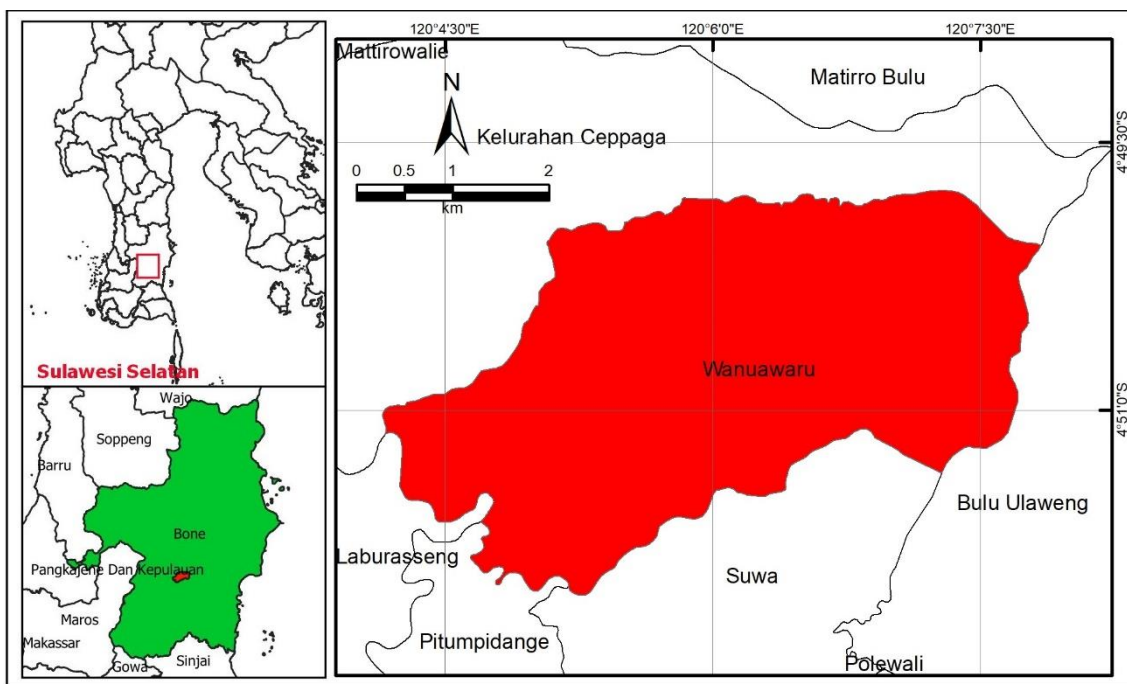 Sulawesi Selatan
Wajo
Soppeng
Barru
Bone
Pangkajene Dan Kepulauan
Maros
Makassar
Gowa
Sinjai
120°4'30"E
120°6'0"E
120°7'30"E
Mattirowalie
Matirro Bulu
N
Kelurahan Ceppaga
4°49'30"S
0 0.5 1 2
km
Wanuawaru
4°51'0"S
Bulu Ulaweng
Laburasseng
Suwa
Pitumpidange
Polewali